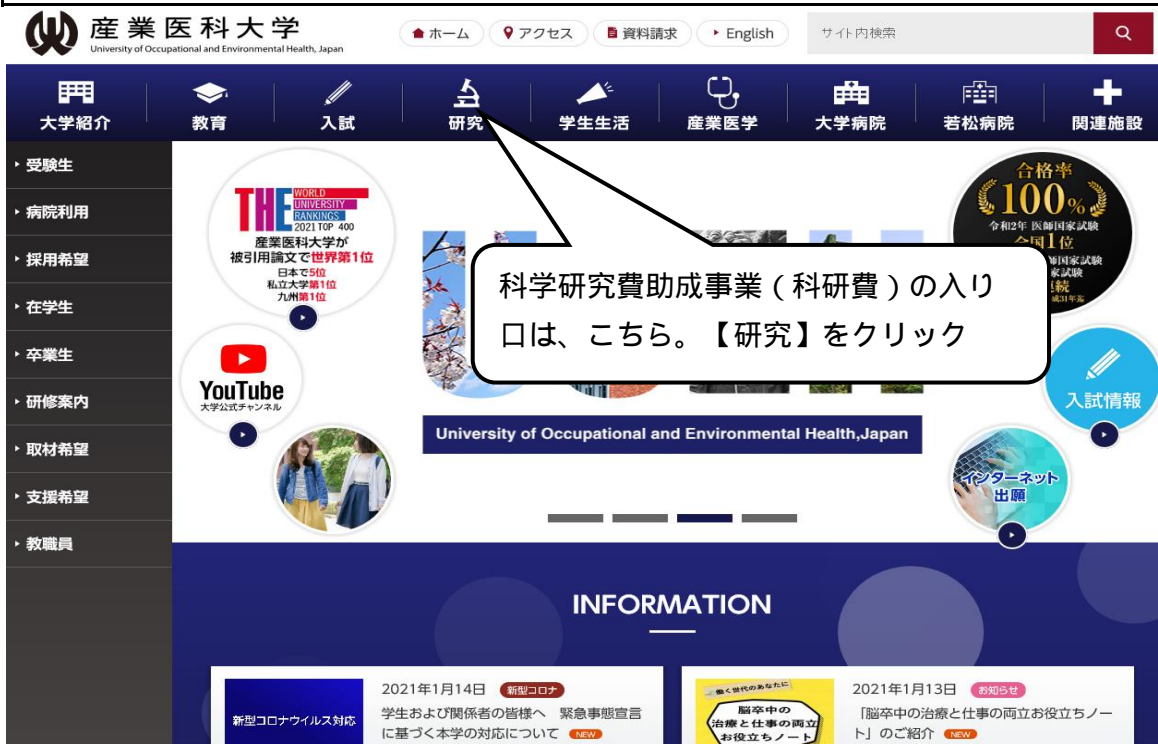 産業医科大学
University of Occupational and Environmental Health, Japan
ホーム
アクセス
資料請求
English
サイト内検索
大学紹介
教育
入試
研究
学生生活
産業医学
大学病院
若松病院
関連施設
受験生
病院利用
採用希望
在学生
卒業生
研修案内
取材希望
支援希望
教職員
THE
WORLD
UNIVERSITY
RANKINGS
2021 TOP 400
産業医科大学が
被引用論文で世界第1位
日本で5位
私立大学第1位
九州第1位
YouTube
大学公式チャンネル
科学研究費助成事業(科研費)の入り
口は、こちら。【研究】をクリック
University of Occupational and Environmental Health,Japan
合格率
100%
令和2年 医師国家試験
全国1位
師国家試験
家試験
入試情報
インターネット
出願
INFORMATION
新型コロナウイルス対応
2021年1月14日 新型コロナ
学生および関係者の皆様へ 緊急事態宣言
に基づく本学の対応について NEW
働く世代のあなたに
脳卒中の
治療と仕事の両立
お役立ちノート
2021年1月13日 お知らせ
「脳卒中の治療と仕事の両立お役立ちノー
ト」のご紹介 NEW